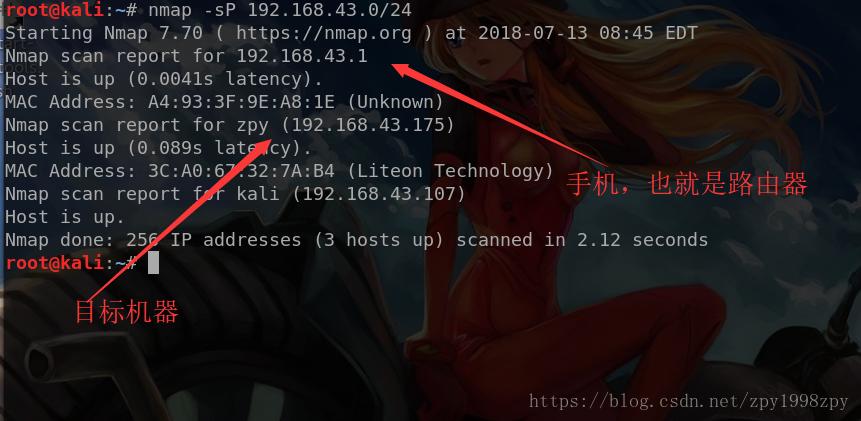 root@kali:~# nmap -sP 192.168.43.0/24
Starting Nmap 7.70 ( https://nmap.org ) at 2018-07-13 08:45 EDT
Nmap scan report for 192.168.43.1
Host is up (0.0041s latency).
MAC Address: A4:93:3F:9E:A8:1E (Unknown)
Nmap scan report for zpy (192.168.43.175)
Host is up (0.089s latency).
MAC Address: 3C:A0:67:32:7A:B4 (Liteon Technology)
手机，也就是路由器
Nmap scan report for kali (192.168.43.107)
Host is up.
Nmap done: 256 IP addresses (3 hosts up) scanned in 2.12 seconds
root@kali:~#
目标机器
https://blog.csdn.net/zpy1998zpy